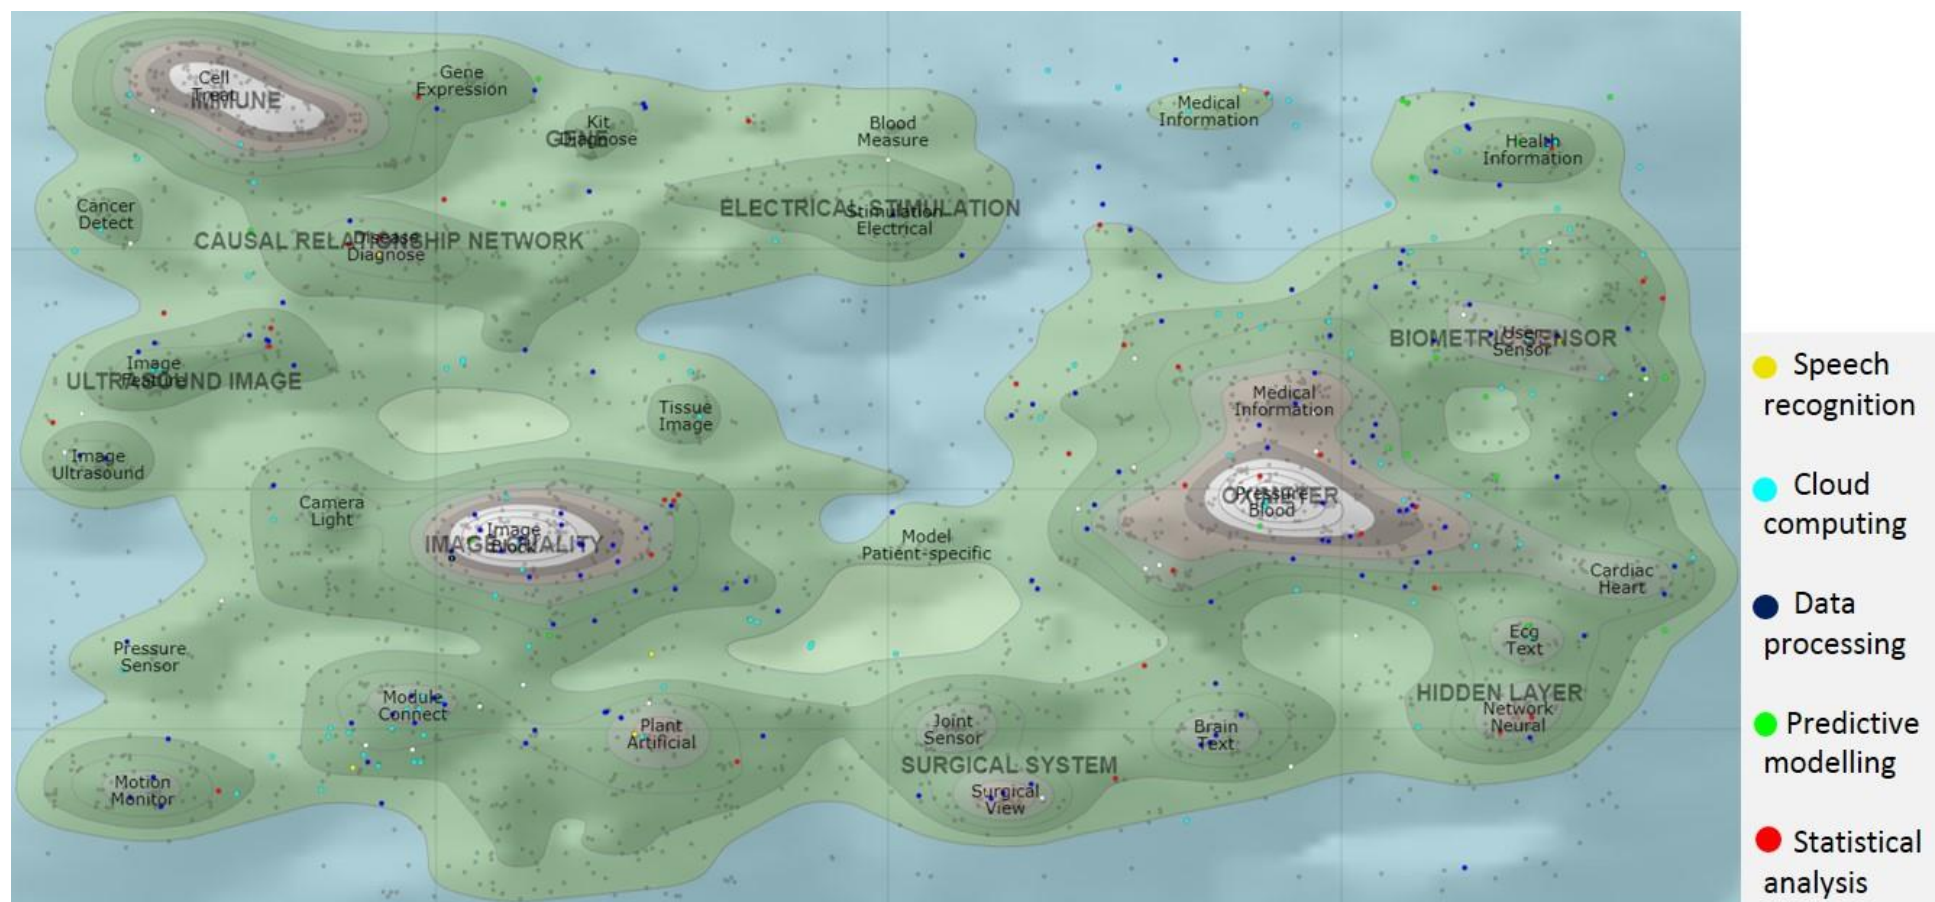 Cell
Treat
IMMUNE
Gene
Expression
Kit
Diagnose
GENE
Blood
Measure
Medical
Information
Health
Information
Cancer
Detect
ELECTRICAL STIMULATION
Stimulation
Electrical
CAUSAL RELATIONSHIP NETWORK
Disease
Diagnose
BIOMETRIC SENSOR
User
Sensor
Image
Feature
ULTRASOUND IMAGE
Tissue
Image
Medical
Information
Image
Ultrasound
Camera
Light
Pressure
Blood
OXIMETER
Image
Block
IMAGE QUALITY
Model
Patient-specific
Cardiac
Heart
Pressure
Sensor
Ecg
Text
Module
Connect
Plant
Artificial
Joint
Sensor
Brain
Text
HIDDEN LAYER
Network
Neural
SURGICAL SYSTEM
Motion
Monitor
Surgical
View
Speech
recognition
Cloud
computing
Data
processing
Predictive
modelling
Statistical
analysis